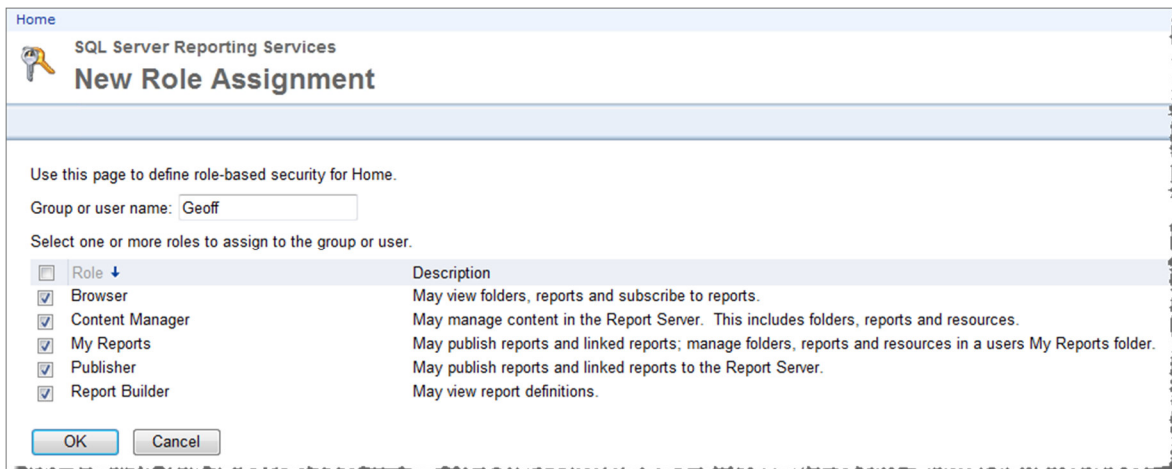 Home
SQL Server Reporting Services
New Role Assignment
Use this page to define role-based security for Home.
Group or user name: Geoff
Select one or more roles to assign to the group or user.
Role Description
Browser May view folders, reports and subscribe to reports.
Content Manager May manage content in the Report Server. This includes folders, reports and resources.
My Reports May publish reports and linked reports; manage folders, reports and resources in a users My Reports folder.
Publisher May publish reports and linked reports to the Report Server.
Report Builder May view report definitions.
OK Cancel